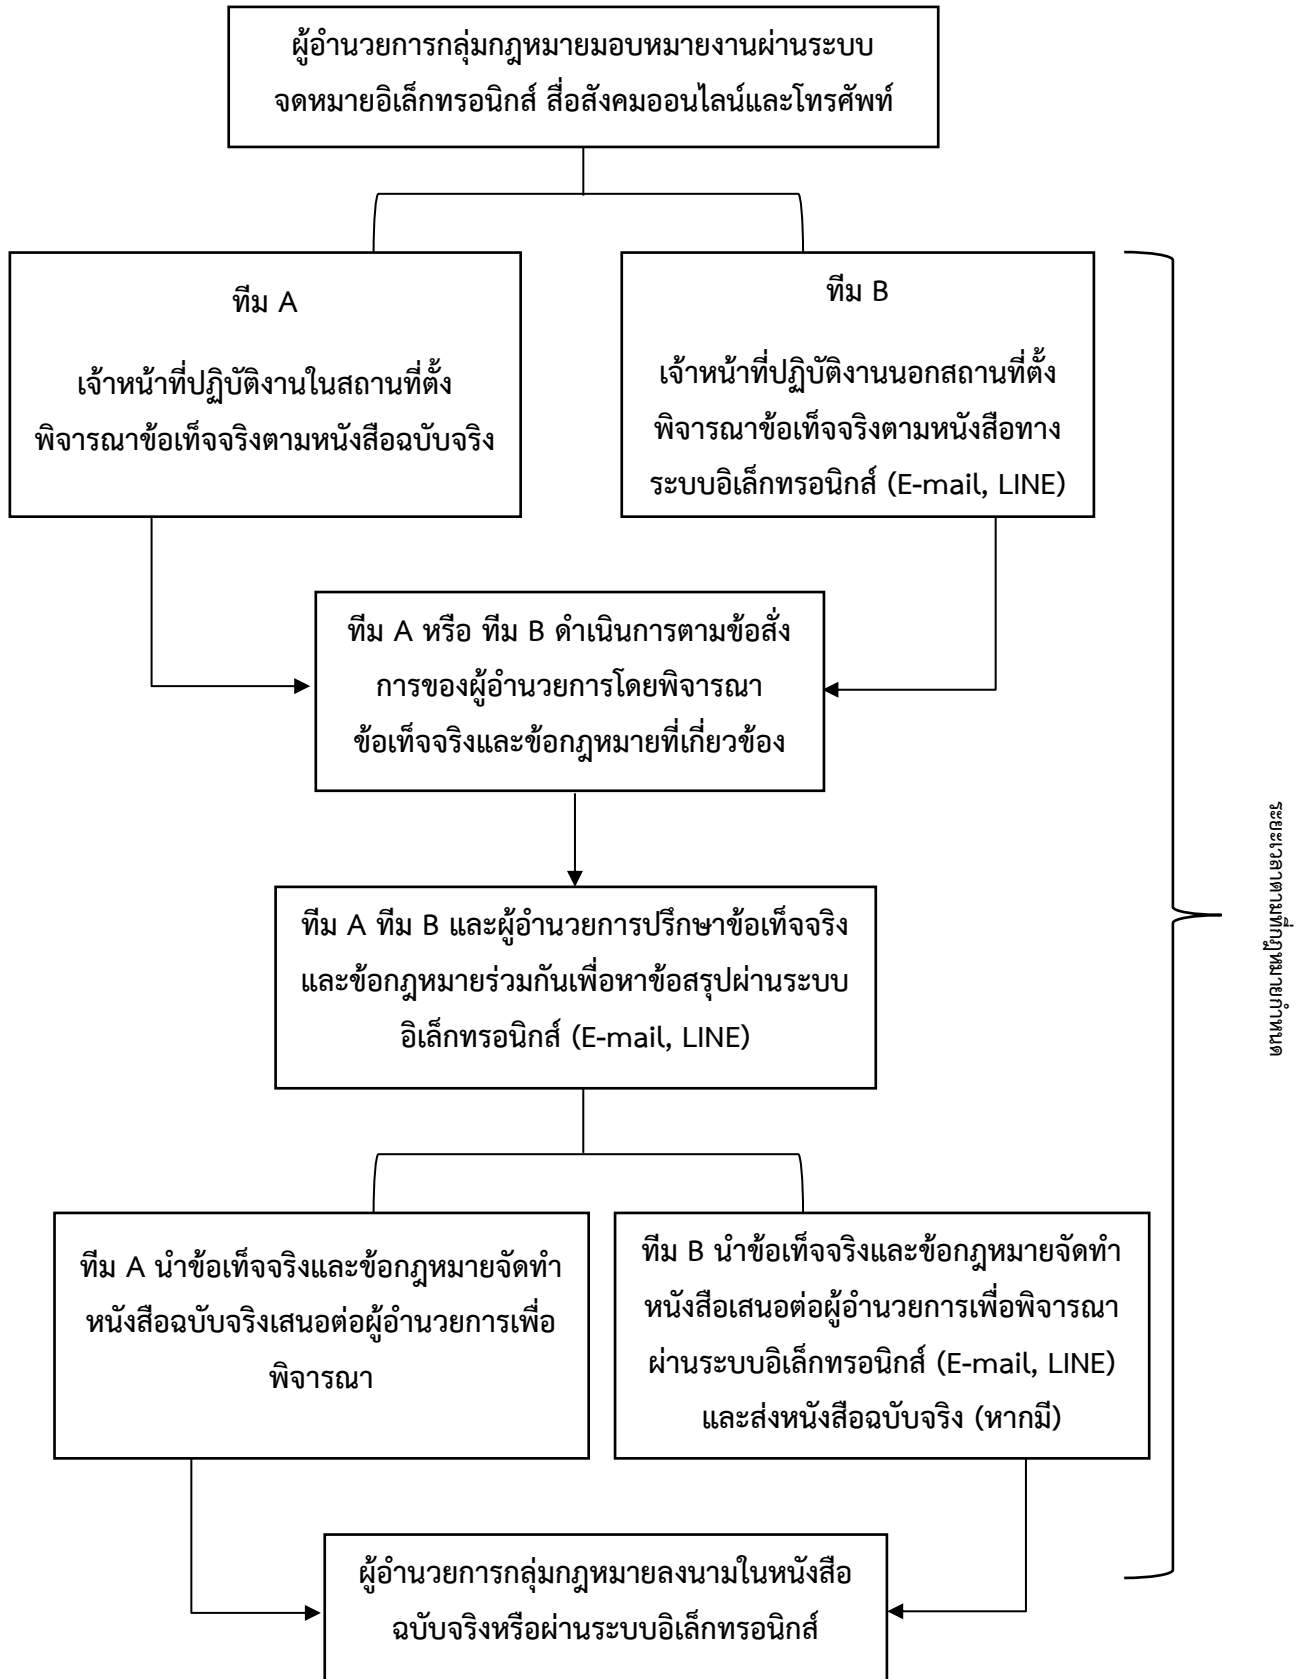 ผู้อำนวยการกลุ่มกฎหมายมอบหมายงานผ่านระบบ
จดหมายอิเล็กทรอนิกส์ สื่อสังคมออนไลน์และโทรศัพท์
ทีม A
เจ้าหน้าที่ปฏิบัติงานในสถานที่ตั้ง
พิจารณาข้อเท็จจริงตามหนังสือฉบับจริง
ทีม B
เจ้าหน้าที่ปฏิบัติงานนอกสถานที่ตั้ง
พิจารณาข้อเท็จจริงตามหนังสือทาง
ระบบอิเล็กทรอนิกส์ (E-mail, LINE)
ทีม A หรือ ทีม B ดำเนินการตามข้อสั่ง
การของผู้อำนวยการโดยพิจารณา
ข้อเท็จจริงและข้อกฎหมายที่เกี่ยวข้อง
ทีม A ทีม B และผู้อำนวยการปรึกษาข้อเท็จจริง
และข้อกฎหมายร่วมกันเพื่อหาข้อสรุปผ่านระบบ
อิเล็กทรอนิกส์ (E-mail, LINE)
ทีม A นำข้อเท็จจริงและข้อกฎหมายจัดทำ
หนังสือฉบับจริงเสนอต่อผู้อำนวยการเพื่อ
พิจารณา
ทีม B นำข้อเท็จจริงและข้อกฎหมายจัดทำ
หนังสือเสนอต่อผู้อำนวยการเพื่อพิจารณา
ผ่านระบบอิเล็กทรอนิกส์ (E-mail, LINE)
และส่งหนังสือฉบับจริง (หากมี)
ผู้อำนวยการกลุ่มกฎหมายลงนามในหนังสือ
ฉบับจริงหรือผ่านระบบอิเล็กทรอนิกส์
ระยะเวลาตามที่กฎหมายกำหนด